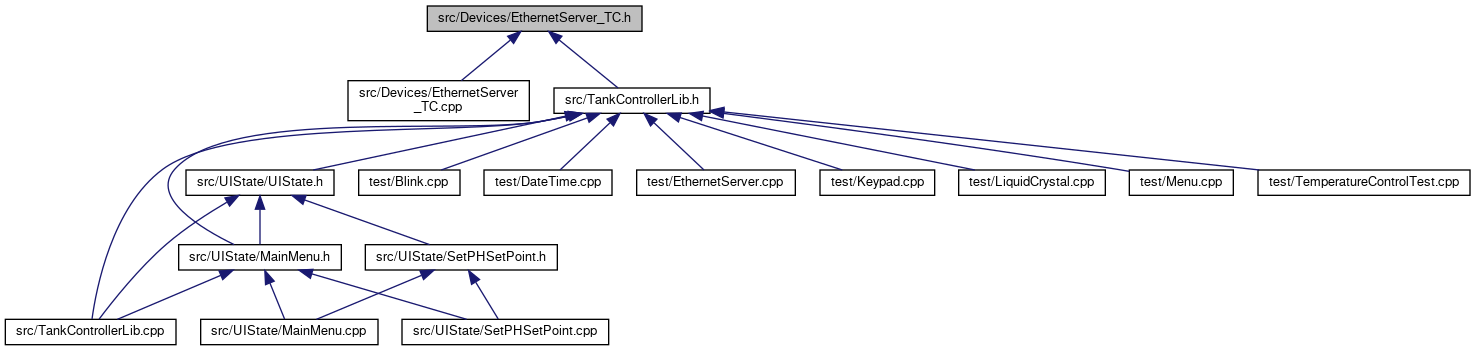 src/Devices/EthernetServer_TC.h
src/Devices/EthernetServer
_TC.cpp
src/TankControllerLib.h
src/UIState/UIState.h
test/Blink.cpp
test/DateTime.cpp
test/EthernetServer.cpp
test/Keypad.cpp
test/LiquidCrystal.cpp
test/Menu.cpp
test/TemperatureControlTest.cpp
src/UIState/MainMenu.h
src/UIState/SetPHSetPoint.h
src/TankControllerLib.cpp
src/UIState/MainMenu.cpp
src/UIState/SetPHSetPoint.cpp